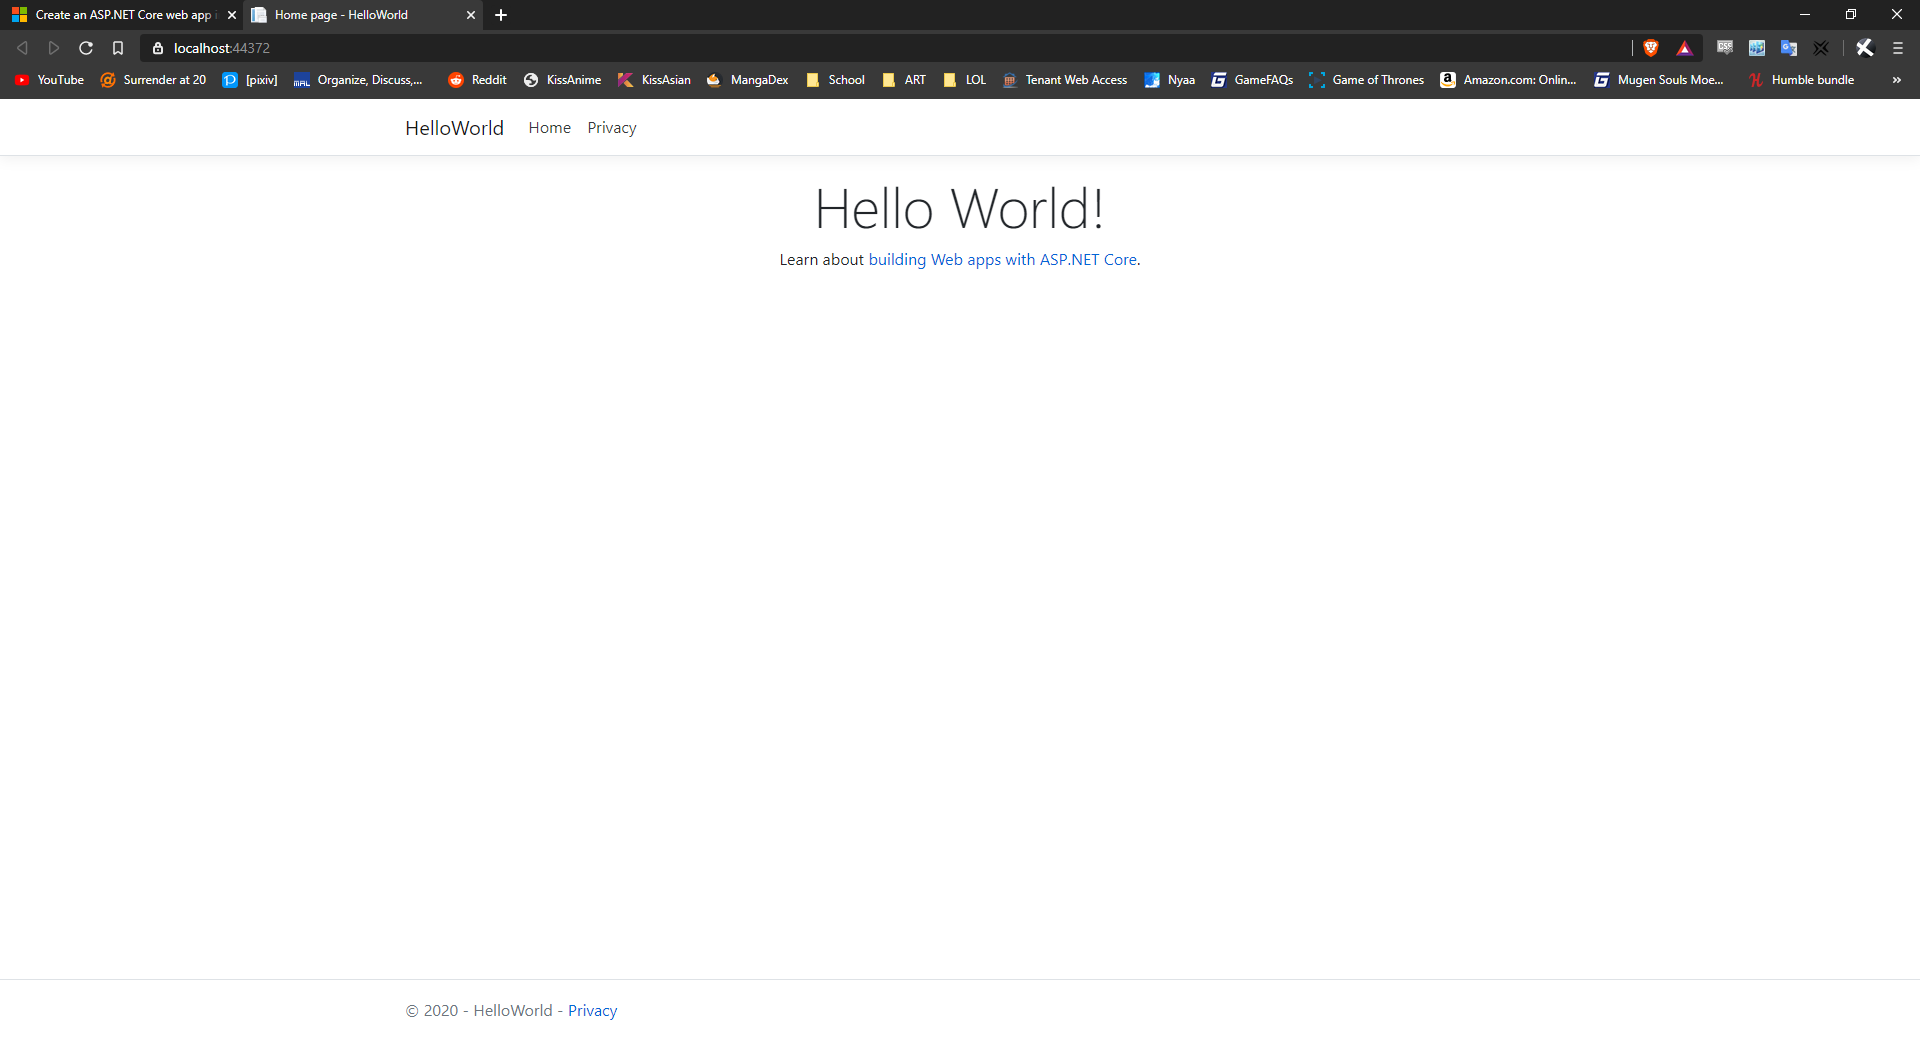 Create an ASP.NET Core web app
Home page - HelloWorld
localhost:44372
YouTube Surrender at 20 [pixiv] MAL Organize, Discuss,... Reddit KissAnime KissAsian MangaDex School ART LOL Tenant Web Access Nyaa GameFAQs Game of Thrones Amazon.com: Onlin... Mugen Souls Moe... Humble bundle »
HelloWorld Home Privacy
Hello World!
Learn about building Web apps with ASP.NET Core.
© 2020 - HelloWorld - Privacy